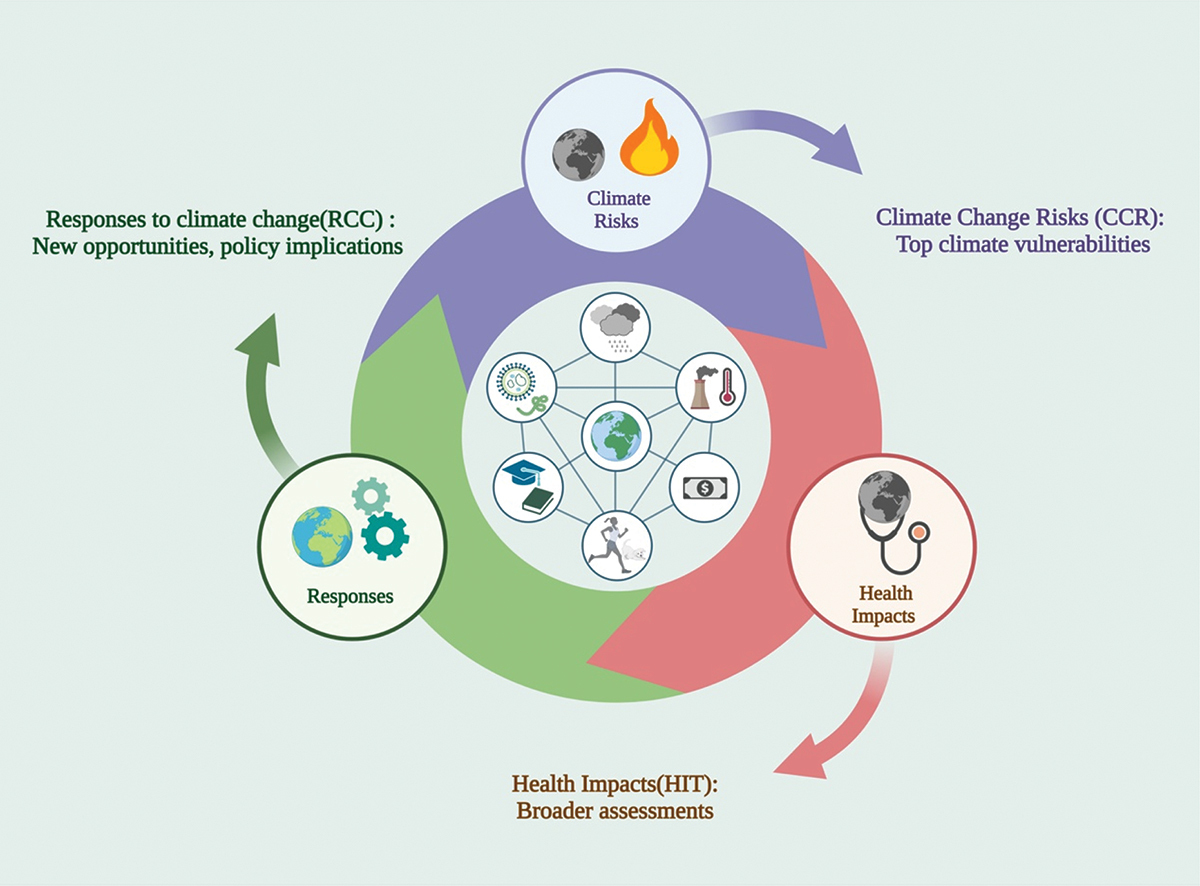 Climate
Risks
Responses to climate change(RCC) :
New opportunities, policy implications
Climate Change Risks (CCR):
Top climate vulnerabilities
$
Responses
Health
Impacts
Health Impacts(HIT):
Broader assessments